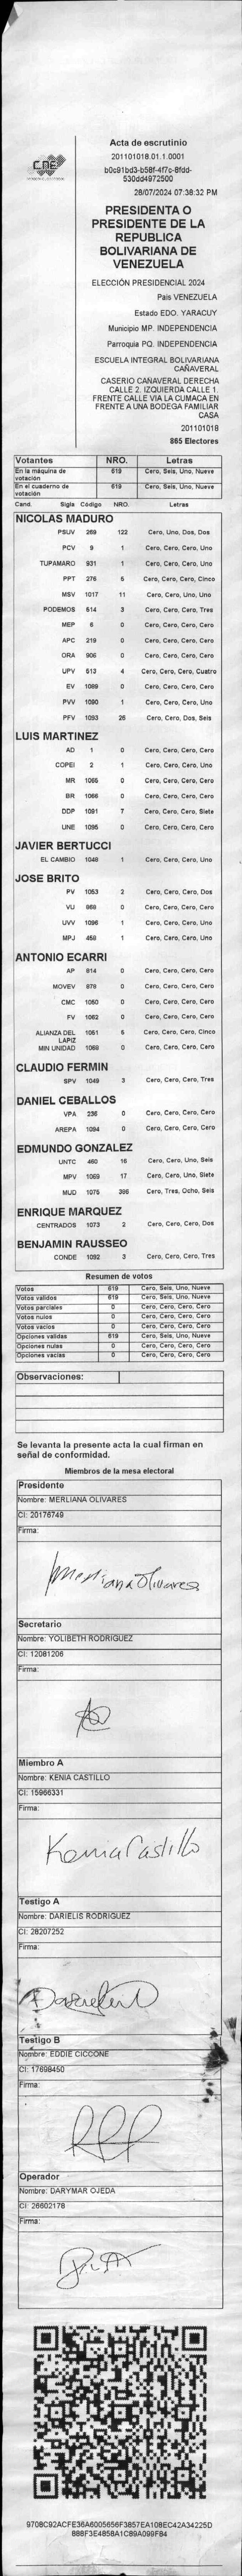 CNE
Acta de escrutinio
201101018.01.1.0001
b0c91bd3-b58f-4f7c-8fdd-
530dd4972500
28/07/2024 07:38:32 PM
PRESIDENTA O
PRESIDENTE DE LA
REPUBLICA
BOLIVARIANA DE
VENEZUELA
ELECCIÓN PRESIDENCIAL 2024
Pais VENEZUELA
Estado EDO. YARACUY
Municipio MP. INDEPENDENCIA
Parroquia PQ. INDEPENDENCIA
ESCUELA INTEGRAL BOLIVARIANA
CAÑAVERAL
CASERIO CAÑAVERAL DERECHA
CALLE 2. IZQUIERDA CALLE 1.
FRENTE CALLE VIA LA CUMACA EN
FRENTE A UNA BODEGA FAMILIAR
CASA
201101018
865 Electores
Votantes NRO. Letras
En la máquina de votación 619 Cero, Seis, Uno, Nueve
En el cuaderno de votación 619 Cero, Seis, Uno, Nueve
Cand. Sigla Código NRO. Letras
NICOLAS MADURO
PSUV 269 122 Cero, Uno, Dos, Dos
PCV 9 1 Cero, Cero, Cero, Uno
TUPAMARO 931 1 Cero, Cero, Cero, Uno
PPT 276 5 Cero, Cero, Cero, Cinco
MSV 1017 11 Cero, Cero, Uno, Uno
PODEMOS 514 3 Cero, Cero, Cero, Tres
MEP 6 0 Cero, Cero, Cero, Cero
APC 219 0 Cero, Cero, Cero, Cero
ORA 906 0 Cero, Cero, Cero, Cero
UPV 513 4 Cero, Cero, Cero, Cuatro
EV 1089 0 Cero, Cero, Cero, Cero
PVV 1090 1 Cero, Cero, Cero, Uno
PFV 1093 26 Cero, Cero, Dos, Seis
LUIS MARTINEZ
AD 1 0 Cero, Cero, Cero, Cero
COPEI 2 1 Cero, Cero, Cero, Uno
MR 1065 0 Cero, Cero, Cero, Cero
BR 1066 0 Cero, Cero, Cero, Cero
DDP 1091 7 Cero, Cero, Cero, Siete
UNE 1095 0 Cero, Cero, Cero, Cero
JAVIER BERTUCCI
EL CAMBIO 1048 1 Cero, Cero, Cero, Uno
JOSE BRITO
PV 1053 2 Cero, Cero, Cero, Dos
VU 868 0 Cero, Cero, Cero, Cero
UVV 1096 1 Cero, Cero, Cero, Uno
MPJ 458 1 Cero, Cero, Cero, Uno
ANTONIO ECARRI
AP 814 0 Cero, Cero, Cero, Cero
MOVEV 879 0 Cero, Cero, Cero, Cero
CMC 1050 0 Cero, Cero, Cero, Cero
FV 1062 0 Cero, Cero, Cero, Cero
ALIANZA DEL LAPIZ 1051 5 Cero, Cero, Cero, Cinco
MIN UNIDAD 1068 0 Cero, Cero, Cero, Cero
CLAUDIO FERMIN
SPV 1049 3 Cero, Cero, Cero, Tres
DANIEL CEBALLOS
VPA 236 0 Cero, Cero, Cero, Cero
AREPA 1094 0 Cero, Cero, Cero, Cero
EDMUNDO GONZALEZ
UNTC 460 16 Cero, Cero, Uno, Seis
MPV 1069 17 Cero, Cero, Uno, Siete
MUD 1075 386 Cero, Tres, Ocho, Seis
ENRIQUE MARQUEZ
CENTRADOS 1073 2 Cero, Cero, Cero, Dos
BENJAMIN RAUSSEO
CONDE 1092 3 Cero, Cero, Cero, Tres
Resumen de votos
Votos 619 Cero, Seis, Uno, Nueve
Votos validos 619 Cero, Seis, Uno, Nueve
Votos parciales 0 Cero, Cero, Cero, Cero
Votos nulos 0 Cero, Cero, Cero, Cero
Votos vacios 0 Cero, Cero, Cero, Cero
Opciones validas 619 Cero, Seis, Uno, Nueve
Opciones nulas 0 Cero, Cero, Cero, Cero
Opciones vacias 0 Cero, Cero, Cero, Cero
Observaciones:
Se levanta la presente acta la cual firman en
señal de conformidad.
Miembros de la mesa electoral
Presidente
Nombre: MERLIANA OLIVARES
CI: 20176749
Firma:
Merliana Olivares
Secretario
Nombre: YOLIBETH RODRIGUEZ
CI: 12081206
Firma:
Miembro A
Nombre: KENIA CASTILLO
CI: 15966331
Firma:
Kenia Castillo
Testigo A
Nombre: DARIELIS RODRIGUEZ
CI: 28207252
Firma:
Testigo B
Nombre: EDDIE CICCONE
CI: 17698450
Firma:
Operador
Nombre: DARYMAR OJEDA
CI: 26602178
Firma:
9708C92ACFE36A6005656F3857EA108EC42A34225D
888F3E4858A1C89A099F84